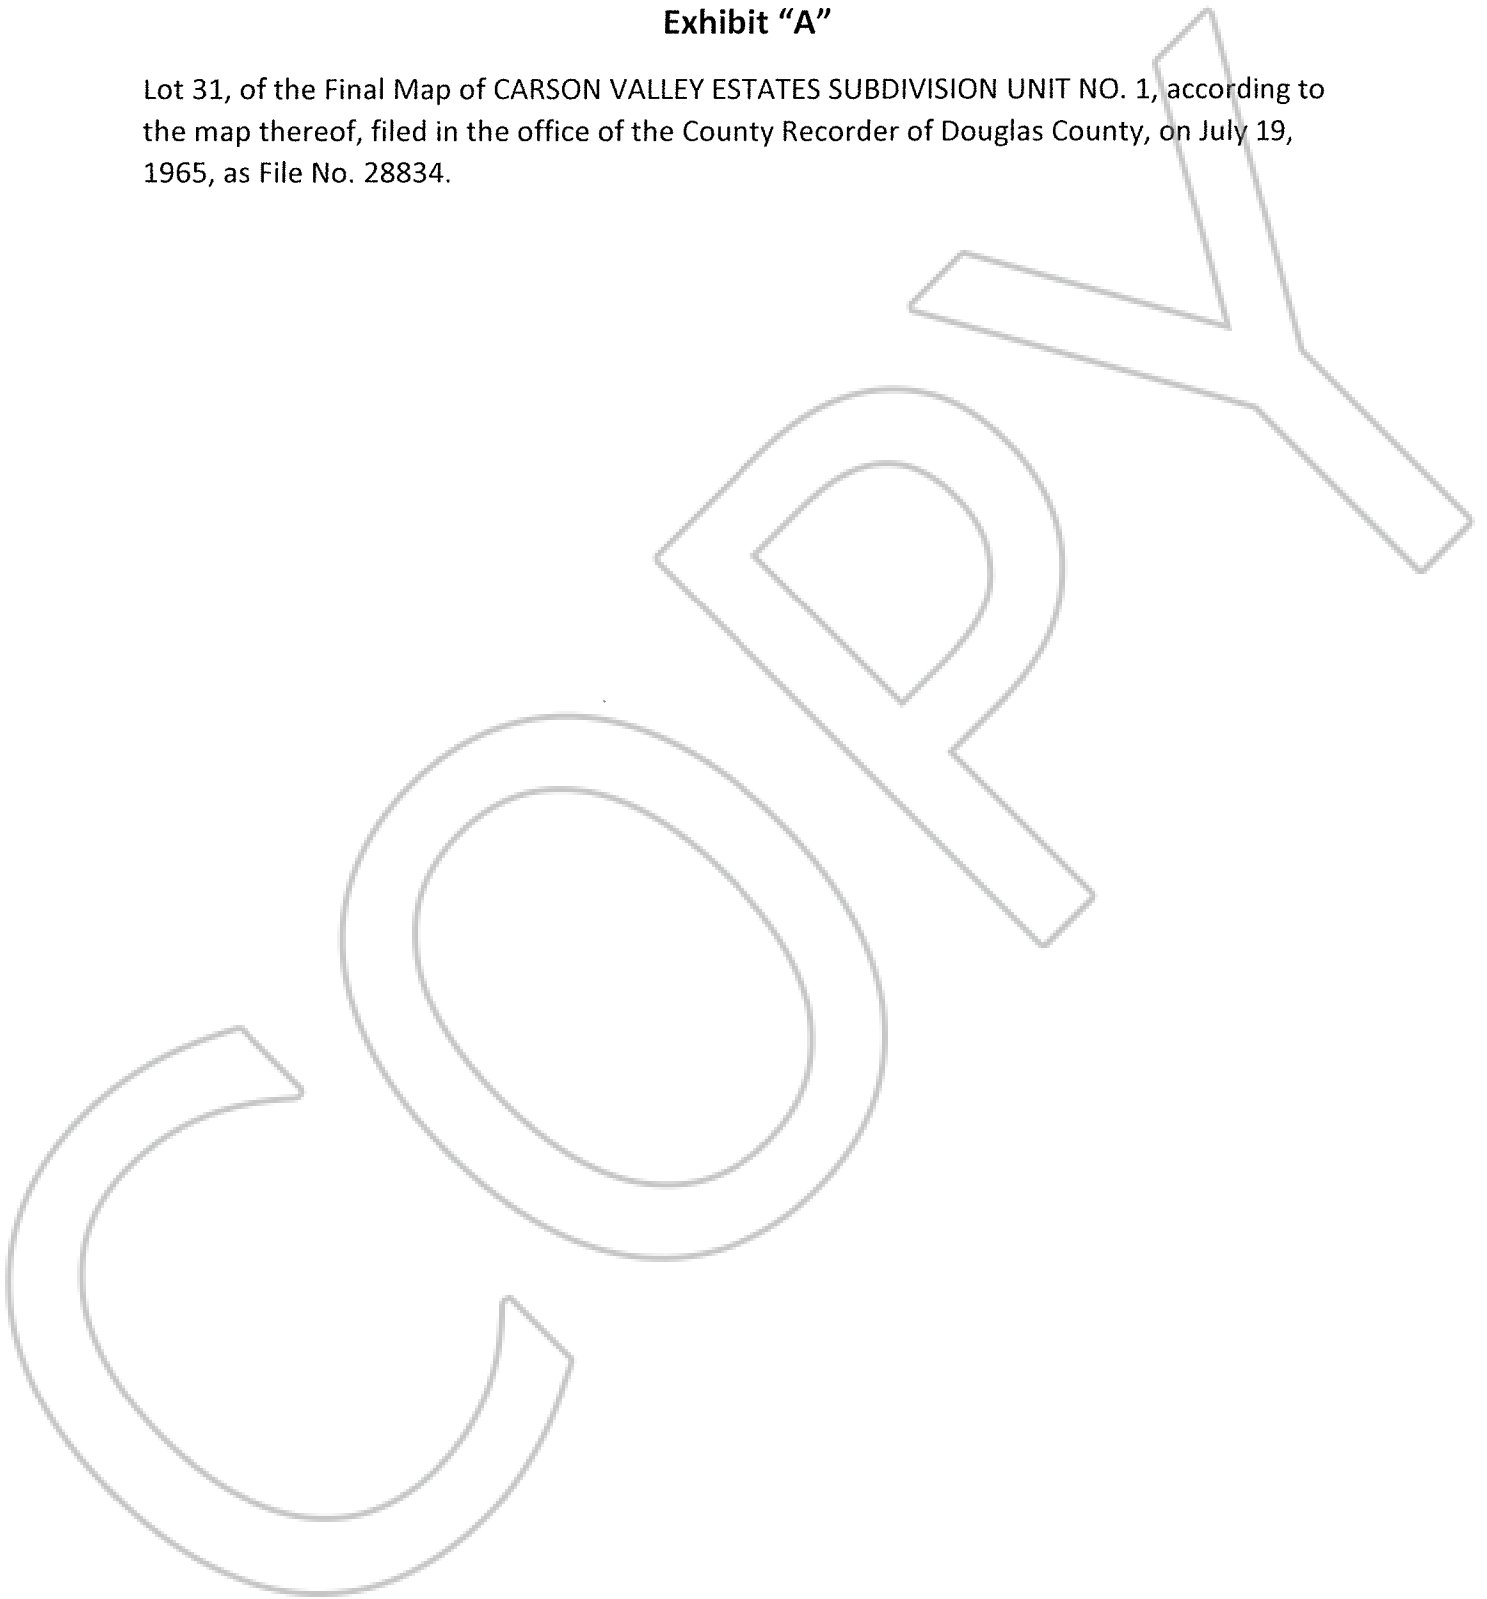 Exhibit “A”
Lot 31, of the Final Map of CARSON VALLEY ESTATES SUBDIVISION UNIT NO. 1, according to
the map thereof, filed in the office of the County Recorder of Douglas County, on July 19,
1965, as File No. 28834.
COPY